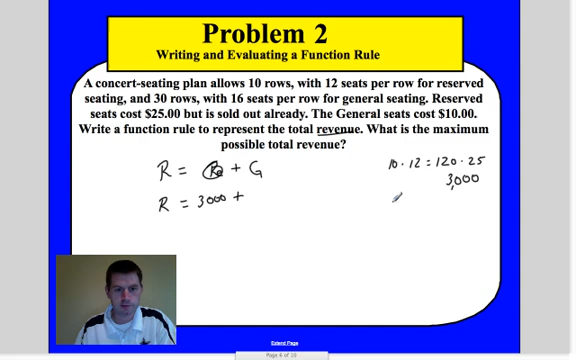 Problem 2
Writing and Evaluating a Function Rule
A concert-seating plan allows 10 rows, with 12 seats per row for reserved
seating, and 30 rows, with 16 seats per row for general seating. Reserved
seats cost $25.00 but is sold out already. The General seats cost $10.00.
Write a function rule to represent the total revenue. What is the maximum
possible total revenue?
R = Re + G
10 · 12 = 120 · 25
3,000
R = 3000 +
Extend Page
Page 6 of 10